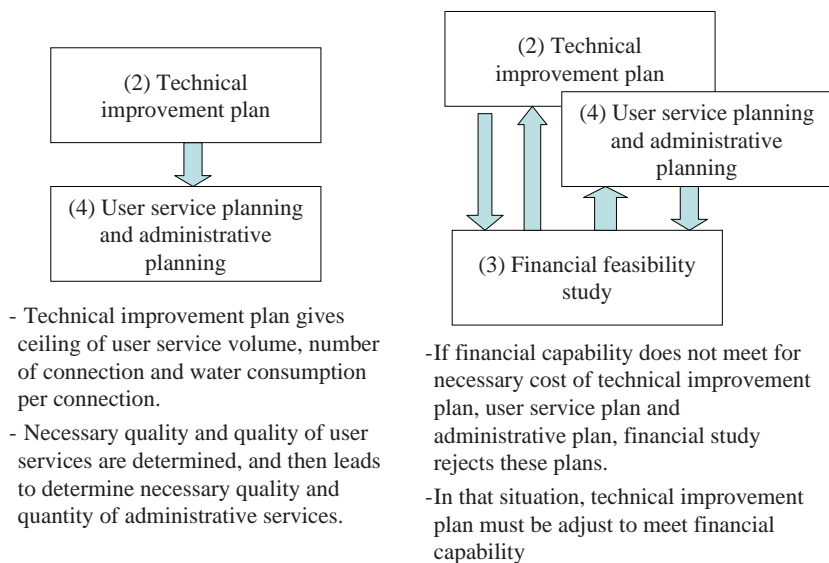 (2) Technical
improvement plan
(4) User service planning
and administrative
planning
- Technical improvement plan gives
ceiling of user service volume, number
of connection and water consumption
per connection.
- Necessary quality and quality of user
services are determined, and then leads
to determine necessary quality and
quantity of administrative services.
(2) Technical
improvement plan
(4) User service planning
and administrative
planning
(3) Financial feasibility
study
-If financial capability does not meet for
necessary cost of technical improvement
plan, user service plan and
administrative plan, financial study
rejects these plans.
-In that situation, technical improvement
plan must be adjust to meet financial
capability